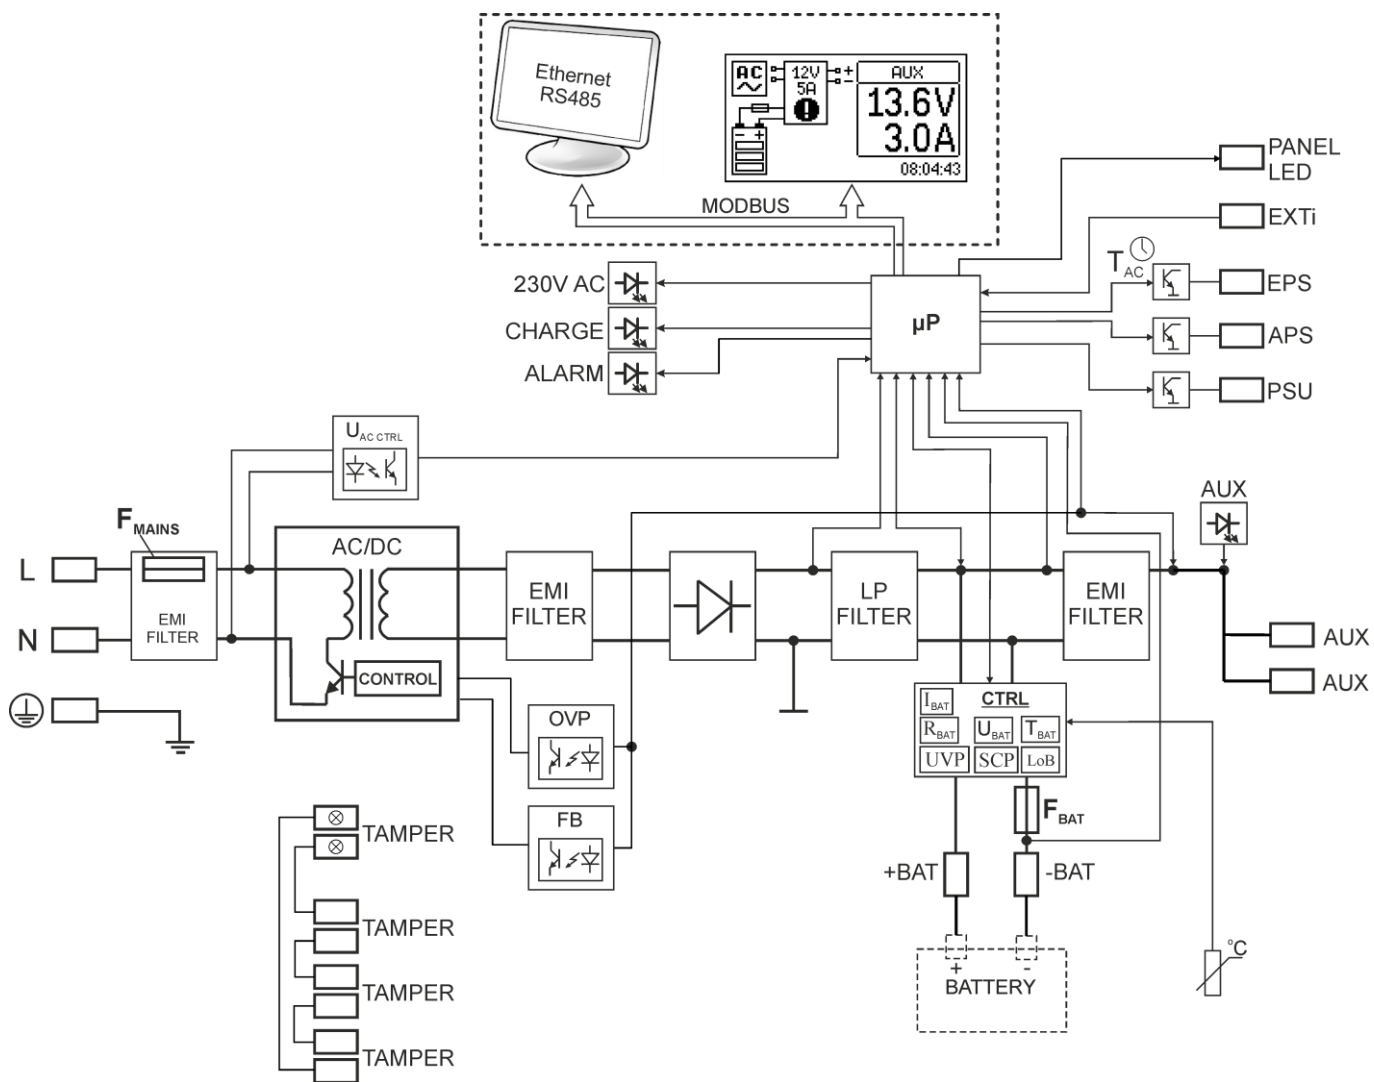 Ethernet
RS485
AC
12V
5A
+
-
- +
AUX
13.6V
3.0A
08:04:43
MODBUS
PANEL
LED
EXTi
T AC
EPS
APS
PSU
230V AC
CHARGE
ALARM
µP
U AC CTRL
AUX
F MAINS
L
N
EMI
FILTER
AC/DC
CONTROL
EMI
FILTER
LP
FILTER
EMI
FILTER
AUX
AUX
OVP
FB
I BAT
CTRL
R BAT
U BAT
T BAT
UVP
SCP
LoB
F BAT
+BAT
-BAT
+
-
BATTERY
°C
TAMPER
TAMPER
TAMPER
TAMPER